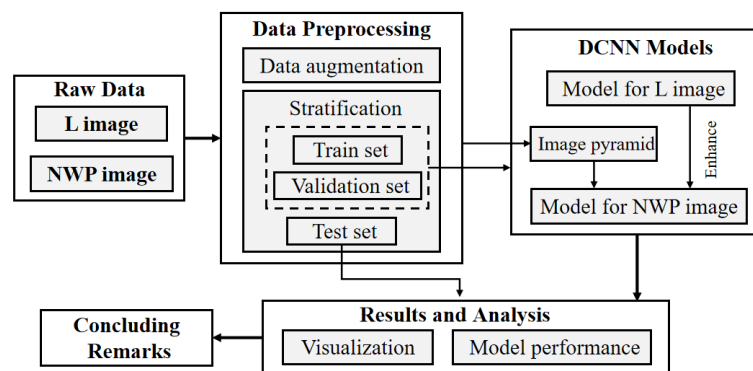 Raw Data
L image
NWP image
Data Preprocessing
Data augmentation
Stratification
Train set
Validation set
Test set
DCNN Models
Model for L image
Image pyramid
Enhance
Model for NWP image
Results and Analysis
Visualization
Model performance
Concluding
Remarks